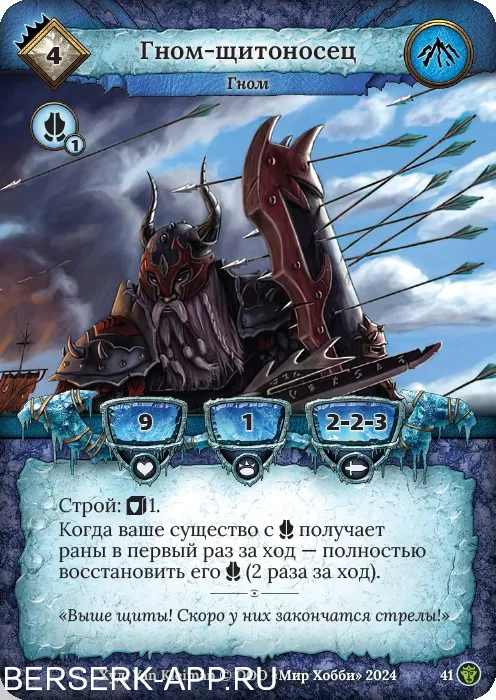 4
Гном-щитоносец
Гном
1
9
1
2-2-3
Строй: 1.
Когда ваше существо с получает
раны в первый раз за ход — полностью
восстановить его (2 раза за ход).
«Выше щиты! Скоро у них закончатся стрелы!»
«Мир Хобби» 2024
41
BERSERK-APP.RU